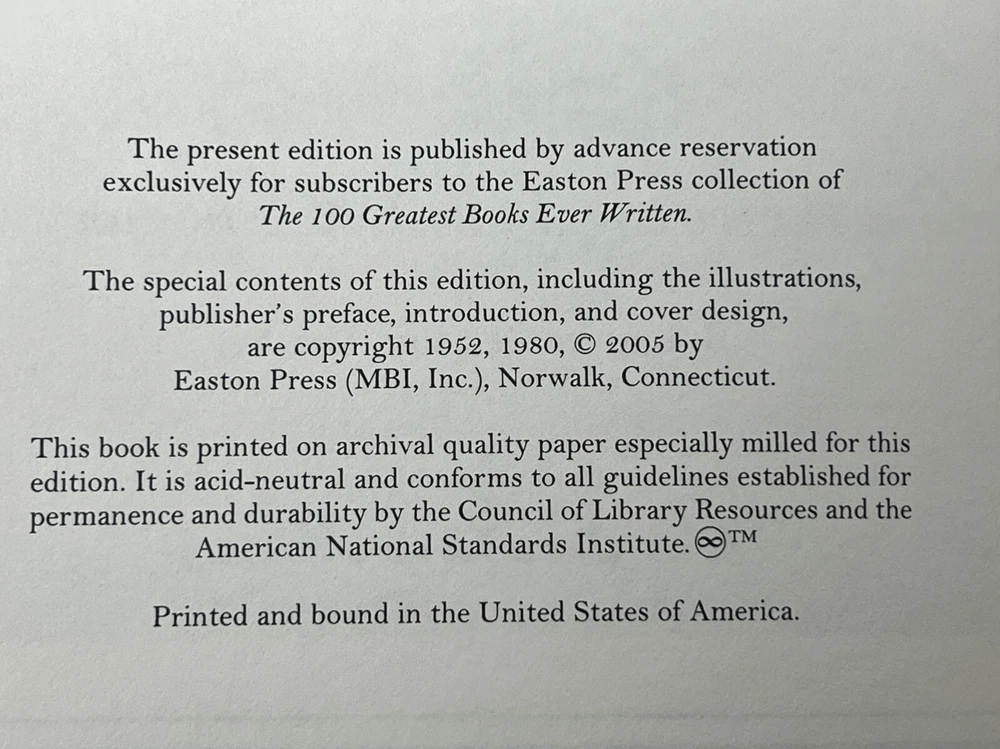 The present edition is published by advance reservation
exclusively for subscribers to the Easton Press collection of
The 100 Greatest Books Ever Written.
The special contents of this edition, including the illustrations,
publisher's preface, introduction, and cover design,
are copyright 1952, 1980, © 2005 by
Easton Press (MBI, Inc.), Norwalk, Connecticut.
This book is printed on archival quality paper especially milled for this
edition. It is acid-neutral and conforms to all guidelines established for
permanence and durability by the Council of Library Resources and the
American National Standards Institute. ♾™
Printed and bound in the United States of America.